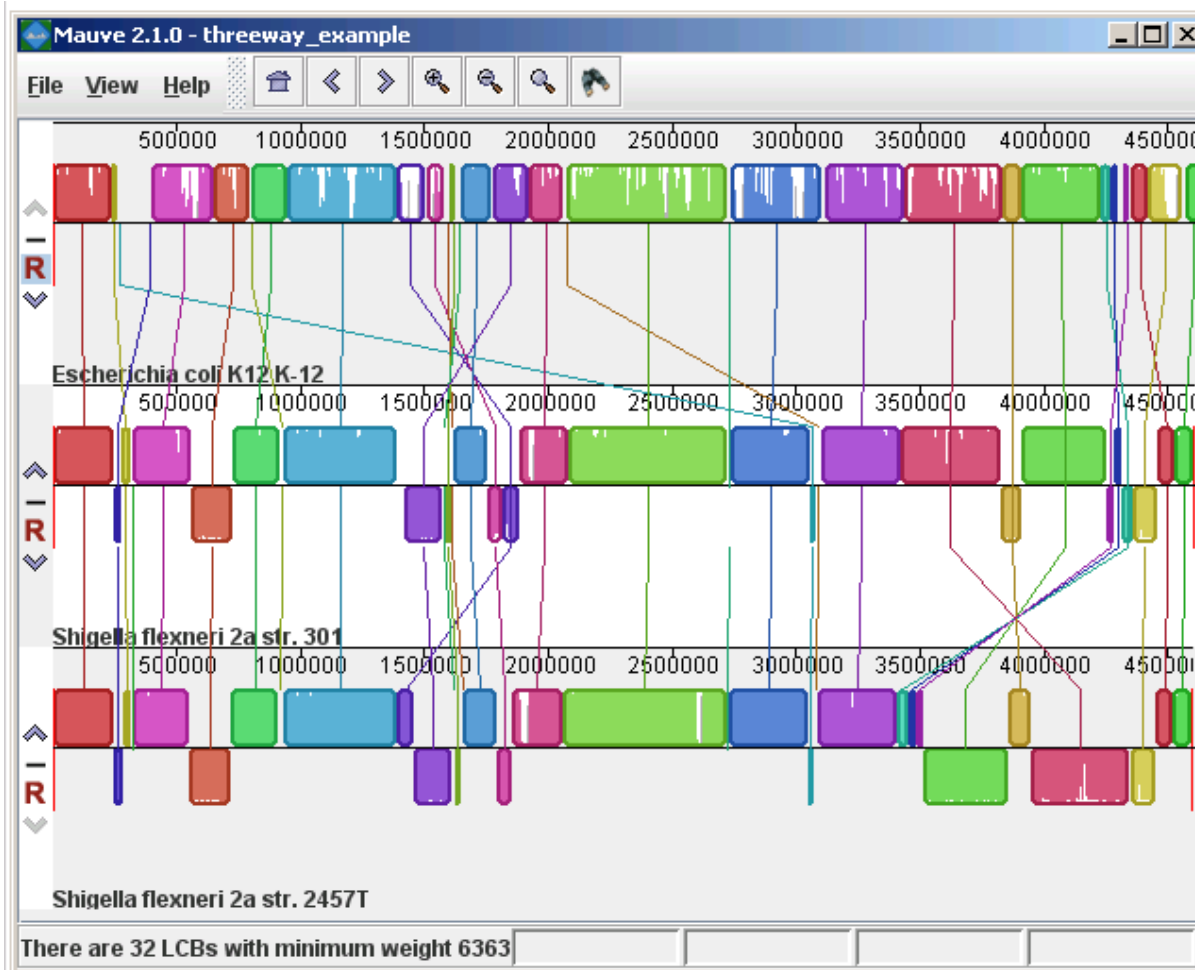 Mauve 2.1.0 - threeway_example
File View Help
500000 1000000 1500000 2000000 2500000 3000000 3500000 4000000
R
Escherichia coli K12 K-12
500000 1000000 1500000 2000000 2500000 3000000 3500000 4000000
R
Shigella flexneri 2a str. 301
500000 1000000 1500000 2000000 2500000 3000000 3500000 4000000
R
Shigella flexneri 2a str. 2457T
There are 32 LCBs with minimum weight 6363